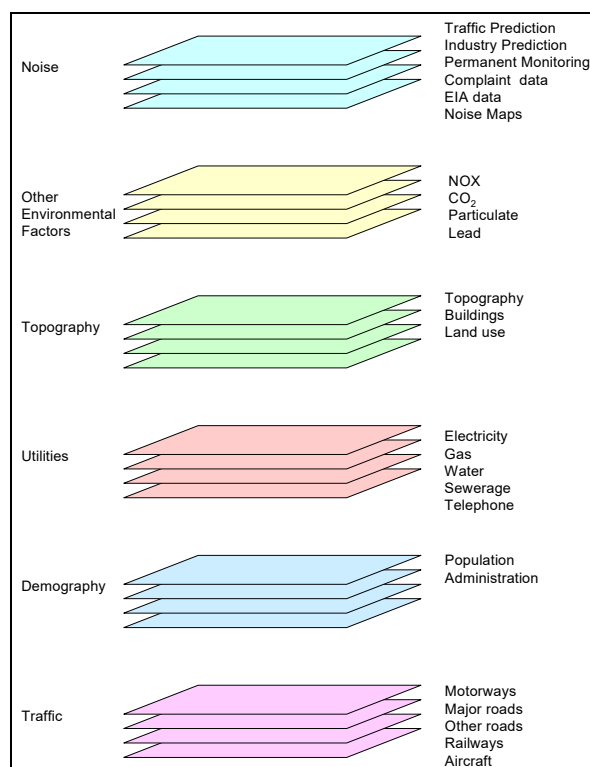 Noise
Traffic Prediction
Industry Prediction
Permanent Monitoring
Complaint data
EIA data
Noise Maps
Other
Environmental
Factors
NOX
CO₂
Particulate
Lead
Topography
Topography
Buildings
Land use
Utilities
Electricity
Gas
Water
Sewerage
Telephone
Demography
Population
Administration
Traffic
Motorways
Major roads
Other roads
Railways
Aircraft